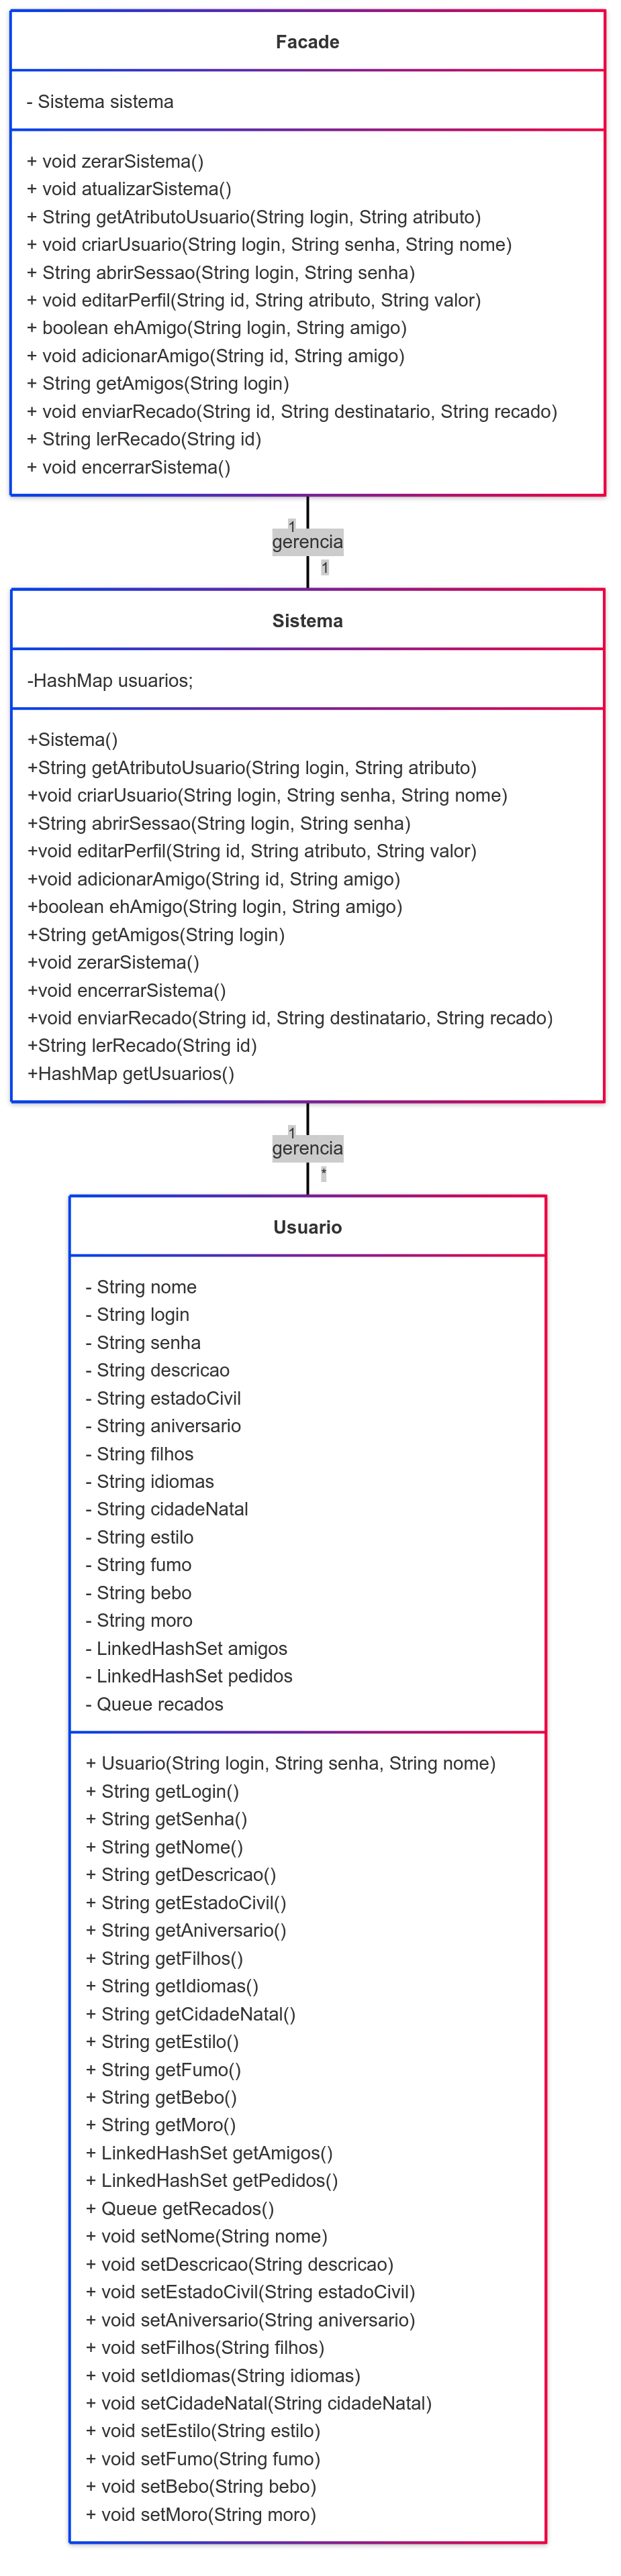 Facade
- Sistema sistema
+ void zerarSistema()
+ void atualizarSistema()
+ String getAtributoUsuario(String login, String atributo)
+ void criarUsuario(String login, String senha, String nome)
+ String abrirSessao(String login, String senha)
+ void editarPerfil(String id, String atributo, String valor)
+ boolean ehAmigo(String login, String amigo)
+ void adicionarAmigo(String id, String amigo)
+ String getAmigos(String login)
+ void enviarRecado(String id, String destinatario, String recado)
+ String lerRecado(String id)
+ void encerrarSistema()
1
gerencia
1
Sistema
-HashMap usuarios;
+Sistema()
+String getAtributoUsuario(String login, String atributo)
+void criarUsuario(String login, String senha, String nome)
+String abrirSessao(String login, String senha)
+void editarPerfil(String id, String atributo, String valor)
+void adicionarAmigo(String id, String amigo)
+boolean ehAmigo(String login, String amigo)
+String getAmigos(String login)
+void zerarSistema()
+void encerrarSistema()
+void enviarRecado(String id, String destinatario, String recado)
+String lerRecado(String id)
+HashMap getUsuarios()
1
gerencia
*
Usuario
- String nome
- String login
- String senha
- String descricao
- String estadoCivil
- String aniversario
- String filhos
- String idiomas
- String cidadeNatal
- String estilo
- String fumo
- String bebo
- String moro
- LinkedHashSet amigos
- LinkedHashSet pedidos
- Queue recados
+ Usuario(String login, String senha, String nome)
+ String getLogin()
+ String getSenha()
+ String getNome()
+ String getDescricao()
+ String getEstadoCivil()
+ String getAniversario()
+ String getFilhos()
+ String getIdiomas()
+ String getCidadeNatal()
+ String getEstilo()
+ String getFumo()
+ String getBebo()
+ String getMoro()
+ LinkedHashSet getAmigos()
+ LinkedHashSet getPedidos()
+ Queue getRecados()
+ void setNome(String nome)
+ void setDescricao(String descricao)
+ void setEstadoCivil(String estadoCivil)
+ void setAniversario(String aniversario)
+ void setFilhos(String filhos)
+ void setIdiomas(String idiomas)
+ void setCidadeNatal(String cidadeNatal)
+ void setEstilo(String estilo)
+ void setFumo(String fumo)
+ void setBebo(String bebo)
+ void setMoro(String moro)